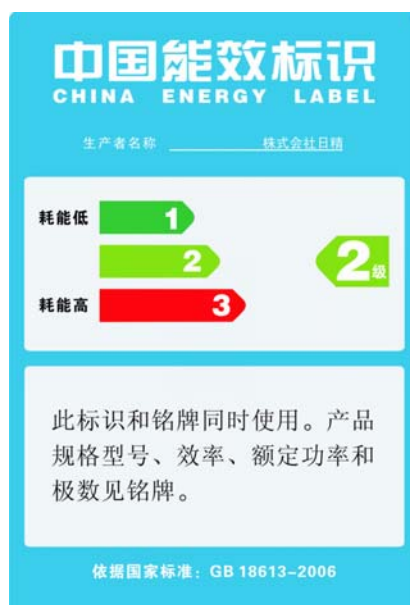 中国能效标识
CHINA ENERGY LABEL
生产者名称 株式会社日精
耗能低 1
2
2级
耗能高 3
此标识和铭牌同时使用。产品
规格型号、效率、额定功率和
极数见铭牌。
依据国家标准：GB 18613-2006